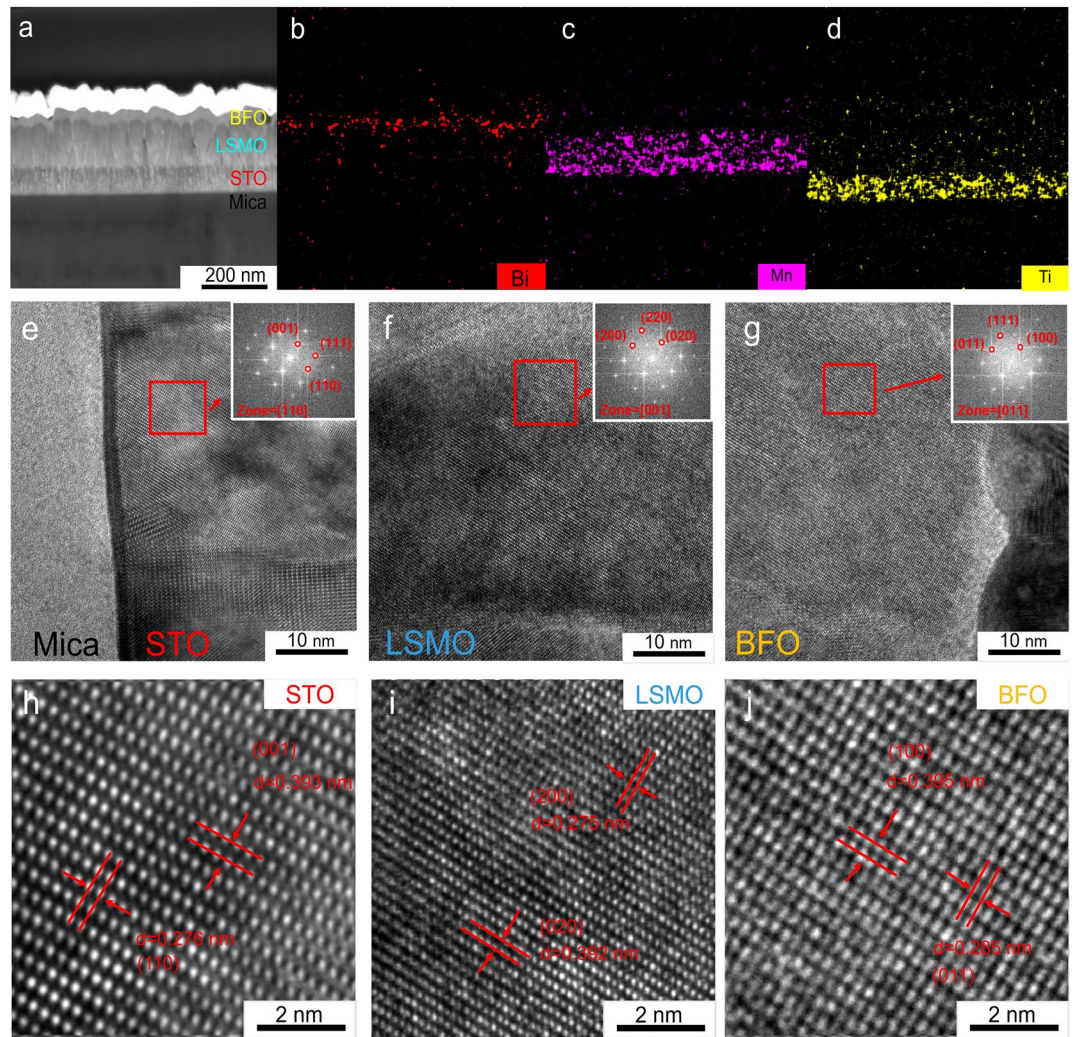 a
BFO
LSMO
STO
Mica
200 nm
b
Bi
c
Mn
d
Ti
e
(001)
(111)
(110)
Zone=[110]
Mica
STO
10 nm
f
(220)
(200)
(020)
Zone=[001]
LSMO
10 nm
g
(111)
(011)
(100)
Zone=[011]
BFO
10 nm
h
STO
(001)
d=0.393 nm
d=0.276 nm
(110)
2 nm
i
LSMO
(200)
d=0.275 nm
(020)
d=0.392 nm
2 nm
j
BFO
(100)
d=0.395 nm
d=0.285 nm
(011)
2 nm